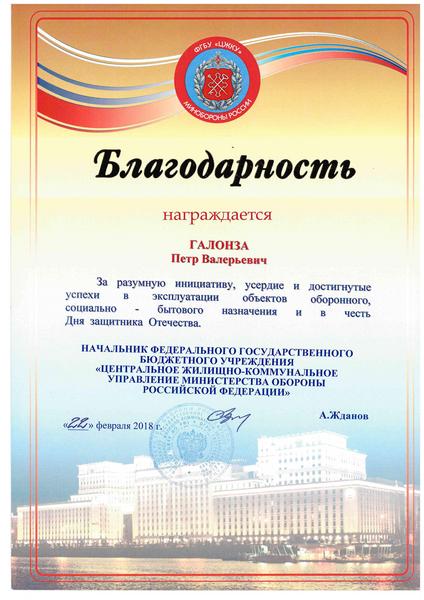 ФГБУ «ЦЖКУ»
МИНОБОРОНЫ РОССИИ
Благодарность
награждается
ГАЛОНЗА
Петр Валерьевич
За разумную инициативу, усердие и достигнутые
успехи в эксплуатации объектов оборонного,
социально - бытового назначения и в честь
Дня защитника Отечества.
НАЧАЛЬНИК ФЕДЕРАЛЬНОГО ГОСУДАРСТВЕННОГО
БЮДЖЕТНОГО УЧРЕЖДЕНИЯ
«ЦЕНТРАЛЬНОЕ ЖИЛИЩНО-КОММУНАЛЬНОЕ
УПРАВЛЕНИЕ МИНИСТЕРСТВА ОБОРОНЫ
РОССИЙСКОЙ ФЕДЕРАЦИИ»
А.Жданов
«22» февраля 2018 г.